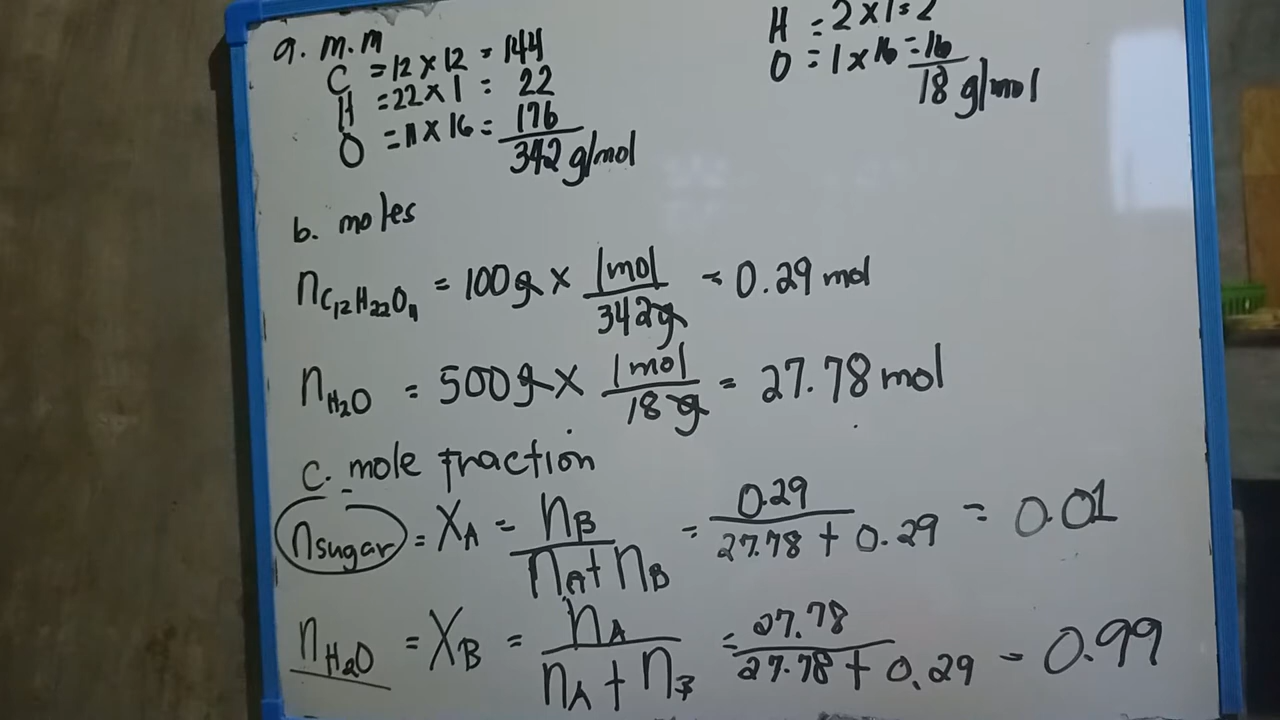 a. m.m
C = 12 x 12 = 144
H = 22 x 1 = 22
O = 11 x 16 = 176
342 g/mol
H = 2 x 1 = 2
O = 1 x 16 = 16
18 g/mol
b. moles
nC₁₂H₂₂O₁₁ = 100g x 1mol/342g = 0.29 mol
nH₂O = 500g x 1mol/18g = 27.78 mol
c. mole fraction
nsugar = XA = nB/nA+nB = 0.29/27.78 + 0.29 = 0.01
nH₂O = XB = nA/nA+nB = 27.78/27.78 + 0.29 = 0.99